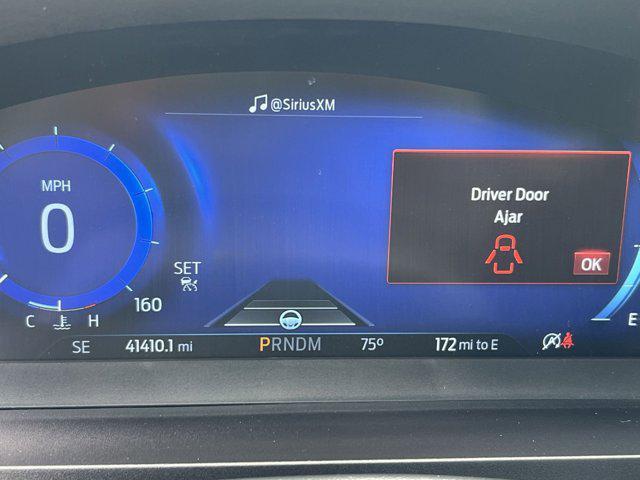 @SiriusXM
MPH
0
Driver Door
Ajar
OK
SET
160
C H
E
SE 41410.1 mi PRNDM 75° 172 mi to E